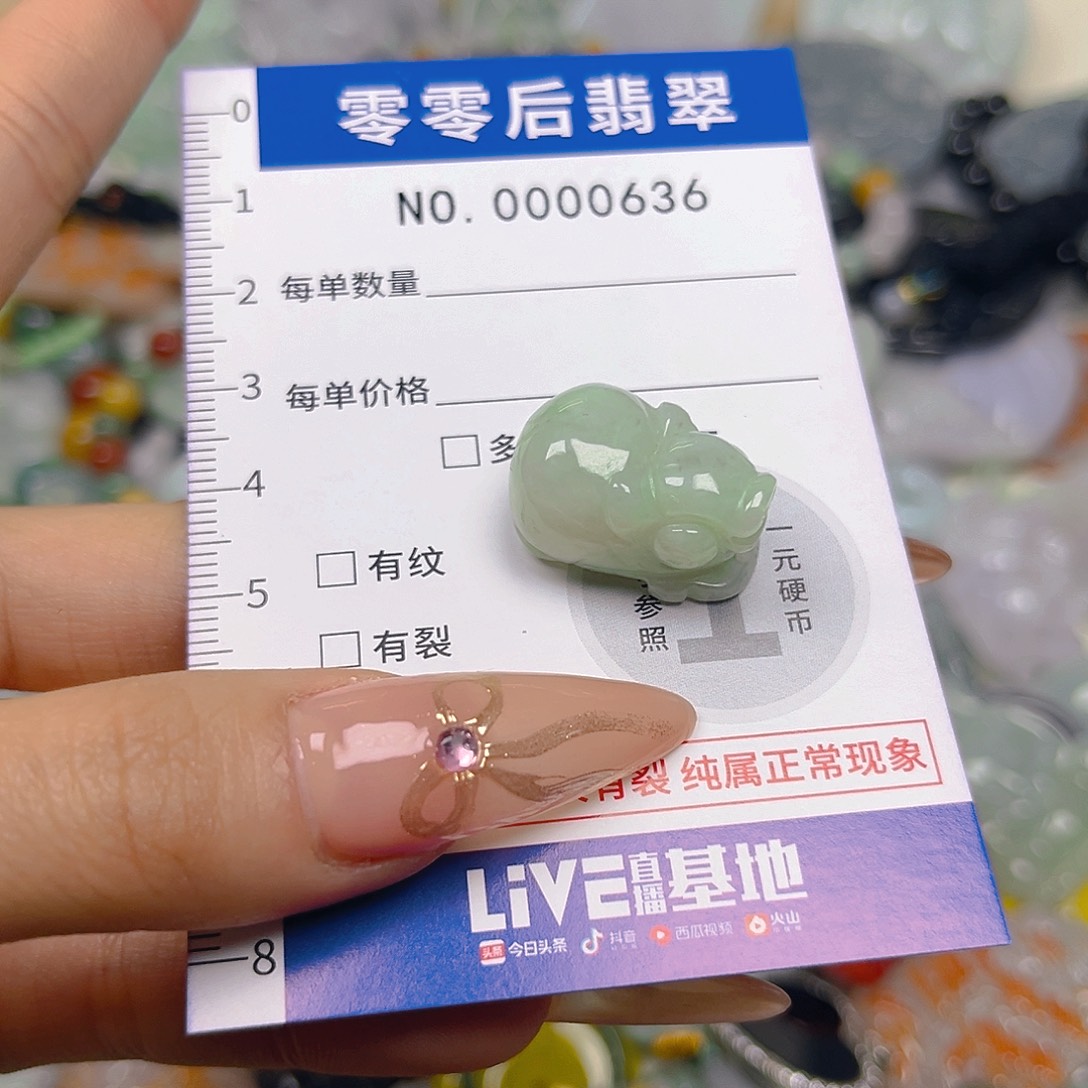 零零后翡翠
NO. 0000636
0
1
2
3
4
5
8
每单数量
每单价格
多
有纹
有裂
一元硬币
参照
1
有裂 纯属正常现象
LiVE直播基地
头条 今日头条 抖音 西瓜视频 火山